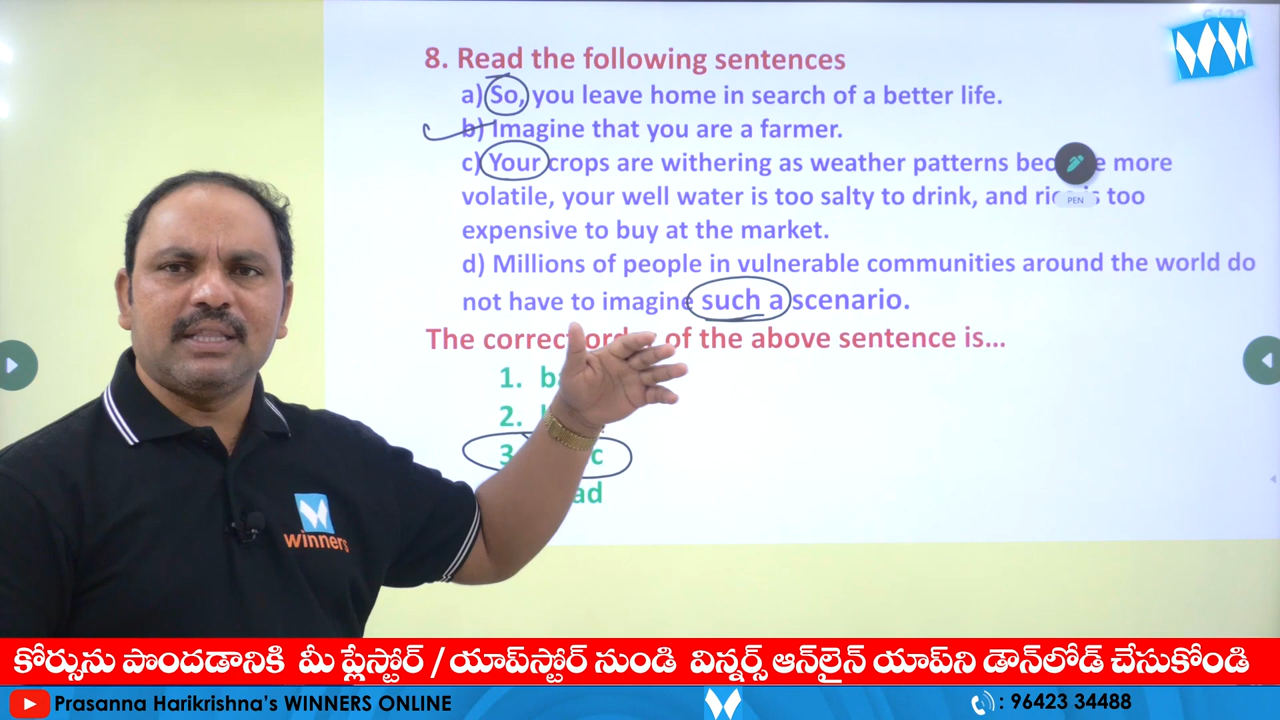 8. Read the following sentences
a) So, you leave home in search of a better life.
b) Imagine that you are a farmer.
c) Your crops are withering as weather patterns more
volatile, your well water is too salty to drink, and is too
expensive to buy at the market.
d) Millions of people in vulnerable communities around the world do
not have to imagine such a scenario.
The correct of the above sentence is...
1.
2.
3 c
ad
PEN
winners
కోర్సును పొందడానికి మీ ప్లేస్టోర్ / యాప్‌స్టోర్ నుండి విన్నర్స్ ఆన్‌లైన్ యాప్‌ని డౌన్‌లోడ్ చేసుకోండి
Prasanna Harikrishna's WINNERS ONLINE
: 96423 34488